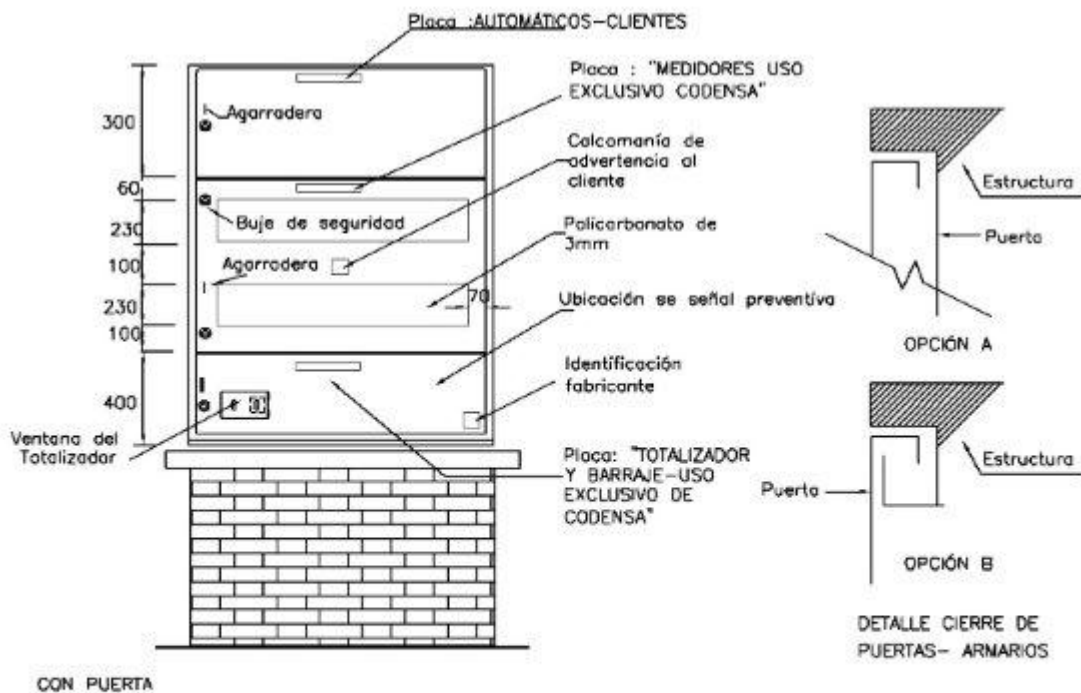 Placa :AUTOMÁTICOS-CLIENTES
Placa : "MEDIDORES USO
EXCLUSIVO CODENSA"
Agarradera
300
Calcomanía de
advertencia al
cliente
60
Buje de seguridad
230
Policarbonato de
3mm
100
Agarradera
230
70
Ubicación se señal preventiva
100
Identificación
fabricante
400
Ventana del
Totalizador
Placa: "TOTALIZADOR
Y BARRAJE-USO
EXCLUSIVO DE
CODENSA"
CON PUERTA
Estructura
Puerta
OPCIÓN A
Estructura
Puerta
OPCIÓN B
DETALLE CIERRE DE
PUERTAS- ARMARIOS